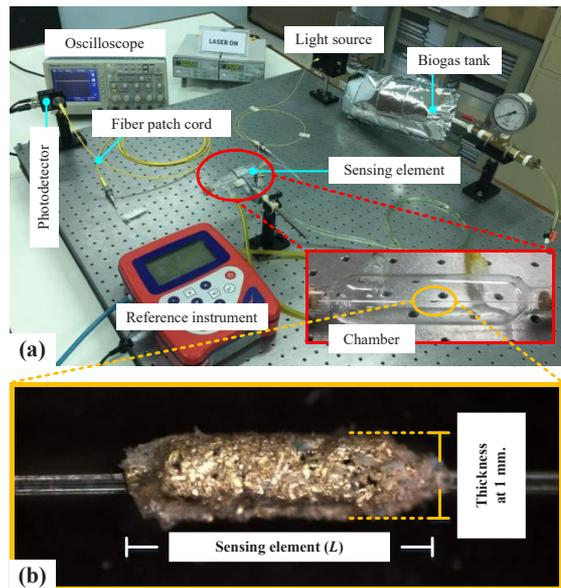 Oscilloscope
LASER ON
Light source
Biogas tank
Fiber patch cord
Photodetector
Sensing element
Reference instrument
Chamber
(a)
Thickness
at 1 mm.
Sensing element (L)
(b)